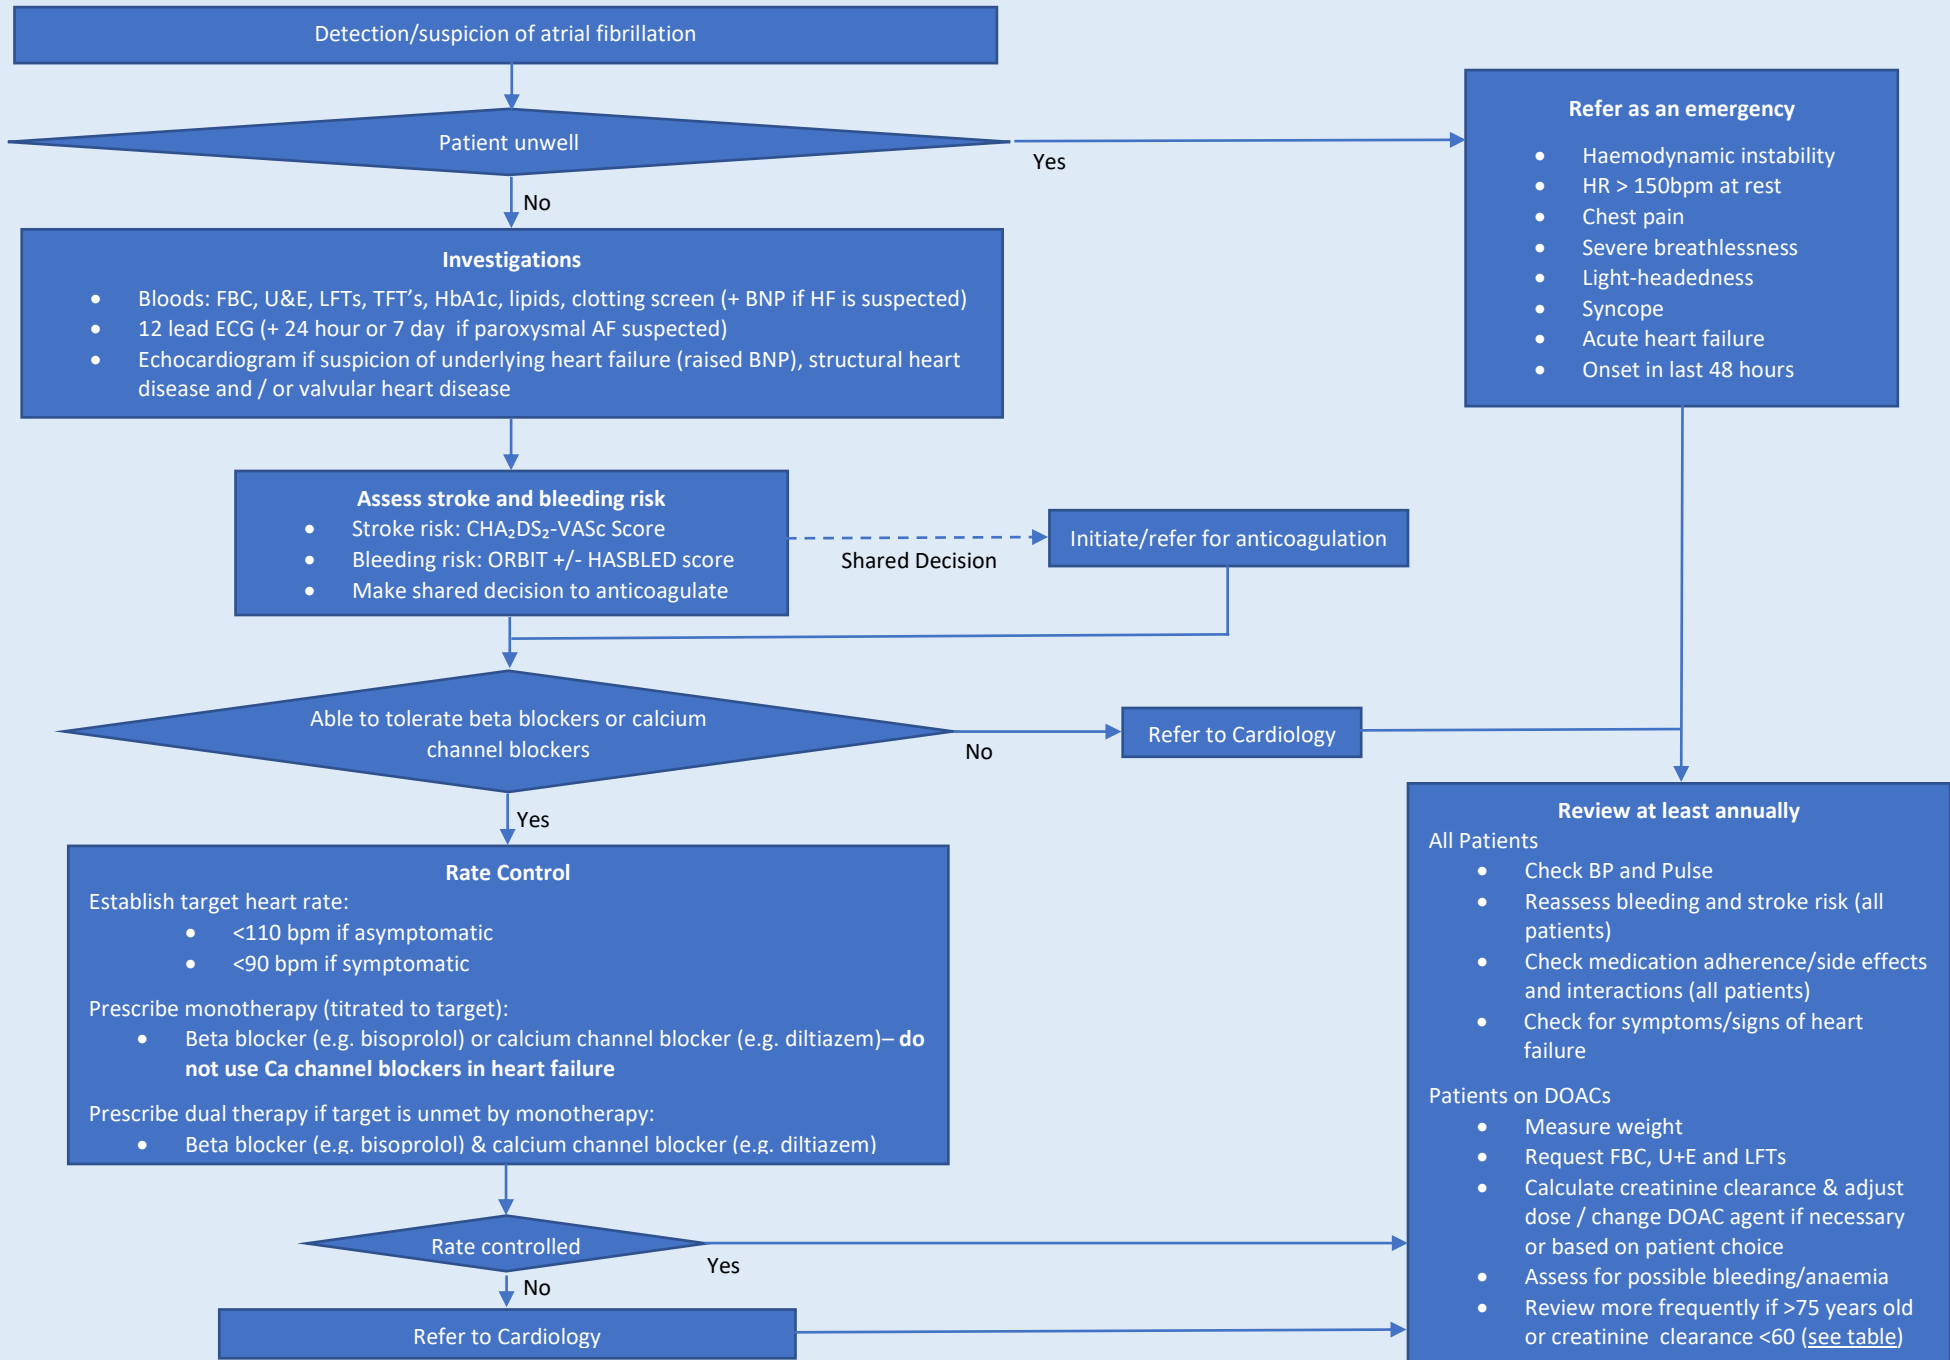 Detection/suspicion of atrial fibrillation
Patient unwell
Yes
No
Refer as an emergency
• Haemodynamic instability
• HR > 150bpm at rest
• Chest pain
• Severe breathlessness
• Light-headedness
• Syncope
• Acute heart failure
• Onset in last 48 hours
Investigations
• Bloods: FBC, U&E, LFTs, TFT’s, HbA1c, lipids, clotting screen (+ BNP if HF is suspected)
• 12 lead ECG (+ 24 hour or 7 day if paroxysmal AF suspected)
• Echocardiogram if suspicion of underlying heart failure (raised BNP), structural heart
disease and / or valvular heart disease
Assess stroke and bleeding risk
• Stroke risk: CHA₂DS₂-VASc Score
• Bleeding risk: ORBIT +/- HASBLED score
• Make shared decision to anticoagulate
Shared Decision
Initiate/refer for anticoagulation
Able to tolerate beta blockers or calcium
channel blockers
No
Refer to Cardiology
Yes
Rate Control
Establish target heart rate:
• <110 bpm if asymptomatic
• <90 bpm if symptomatic
Prescribe monotherapy (titrated to target):
• Beta blocker (e.g. bisoprolol) or calcium channel blocker (e.g. diltiazem)– do
not use Ca channel blockers in heart failure
Prescribe dual therapy if target is unmet by monotherapy:
• Beta blocker (e.g. bisoprolol) & calcium channel blocker (e.g. diltiazem)
Rate controlled
Yes
No
Refer to Cardiology
Review at least annually
All Patients
• Check BP and Pulse
• Reassess bleeding and stroke risk (all
patients)
• Check medication adherence/side effects
and interactions (all patients)
• Check for symptoms/signs of heart
failure
Patients on DOACs
• Measure weight
• Request FBC, U+E and LFTs
• Calculate creatinine clearance & adjust
dose / change DOAC agent if necessary
or based on patient choice
• Assess for possible bleeding/anaemia
• Review more frequently if >75 years old
or creatinine clearance <60 (see table)